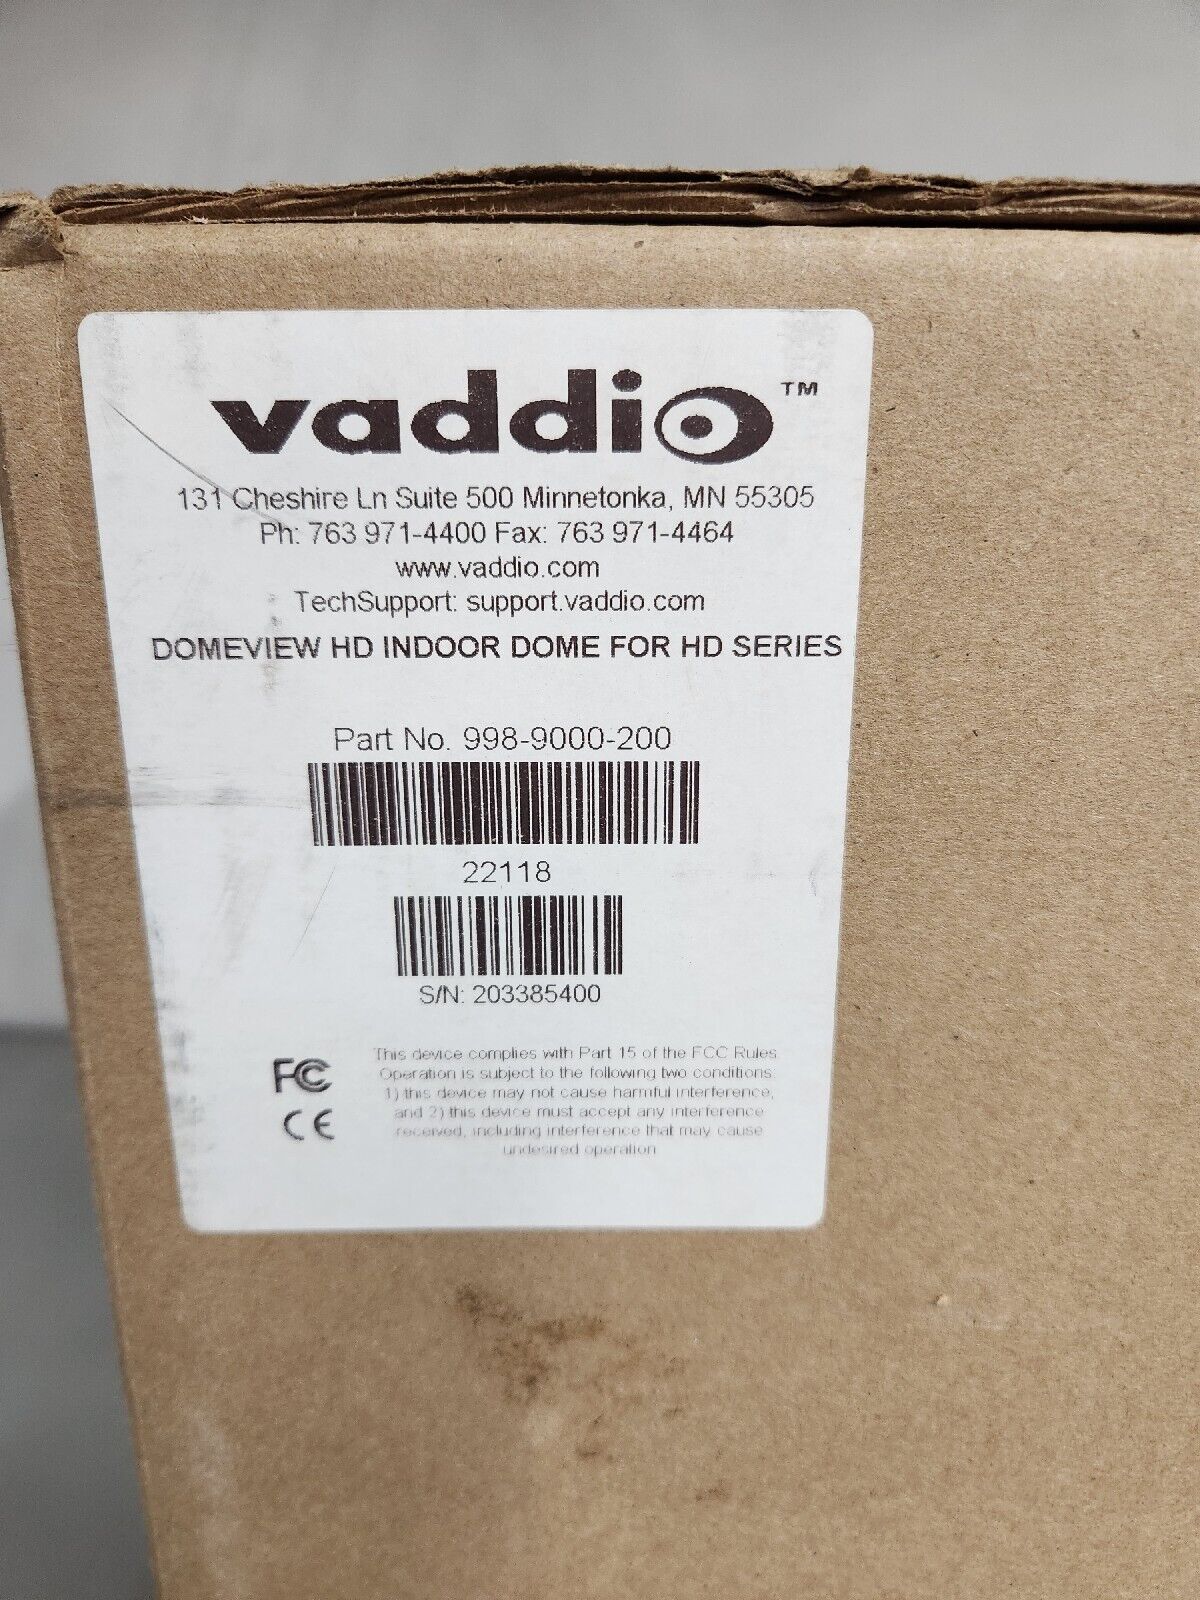 vaddio™
131 Cheshire Ln Suite 500 Minnetonka, MN 55305
Ph: 763 971-4400 Fax: 763 971-4464
www.vaddio.com
TechSupport: support.vaddio.com
DOMEVIEW HD INDOOR DOME FOR HD SERIES
Part No. 998-9000-200
22118
S/N: 203385400
FC
CE
This device complies with Part 15 of the FCC Rules.
Operation is subject to the following two conditions:
1) this device may not cause harmful interference,
and 2) this device must accept any interference
received, including interference that may cause
undesired operation